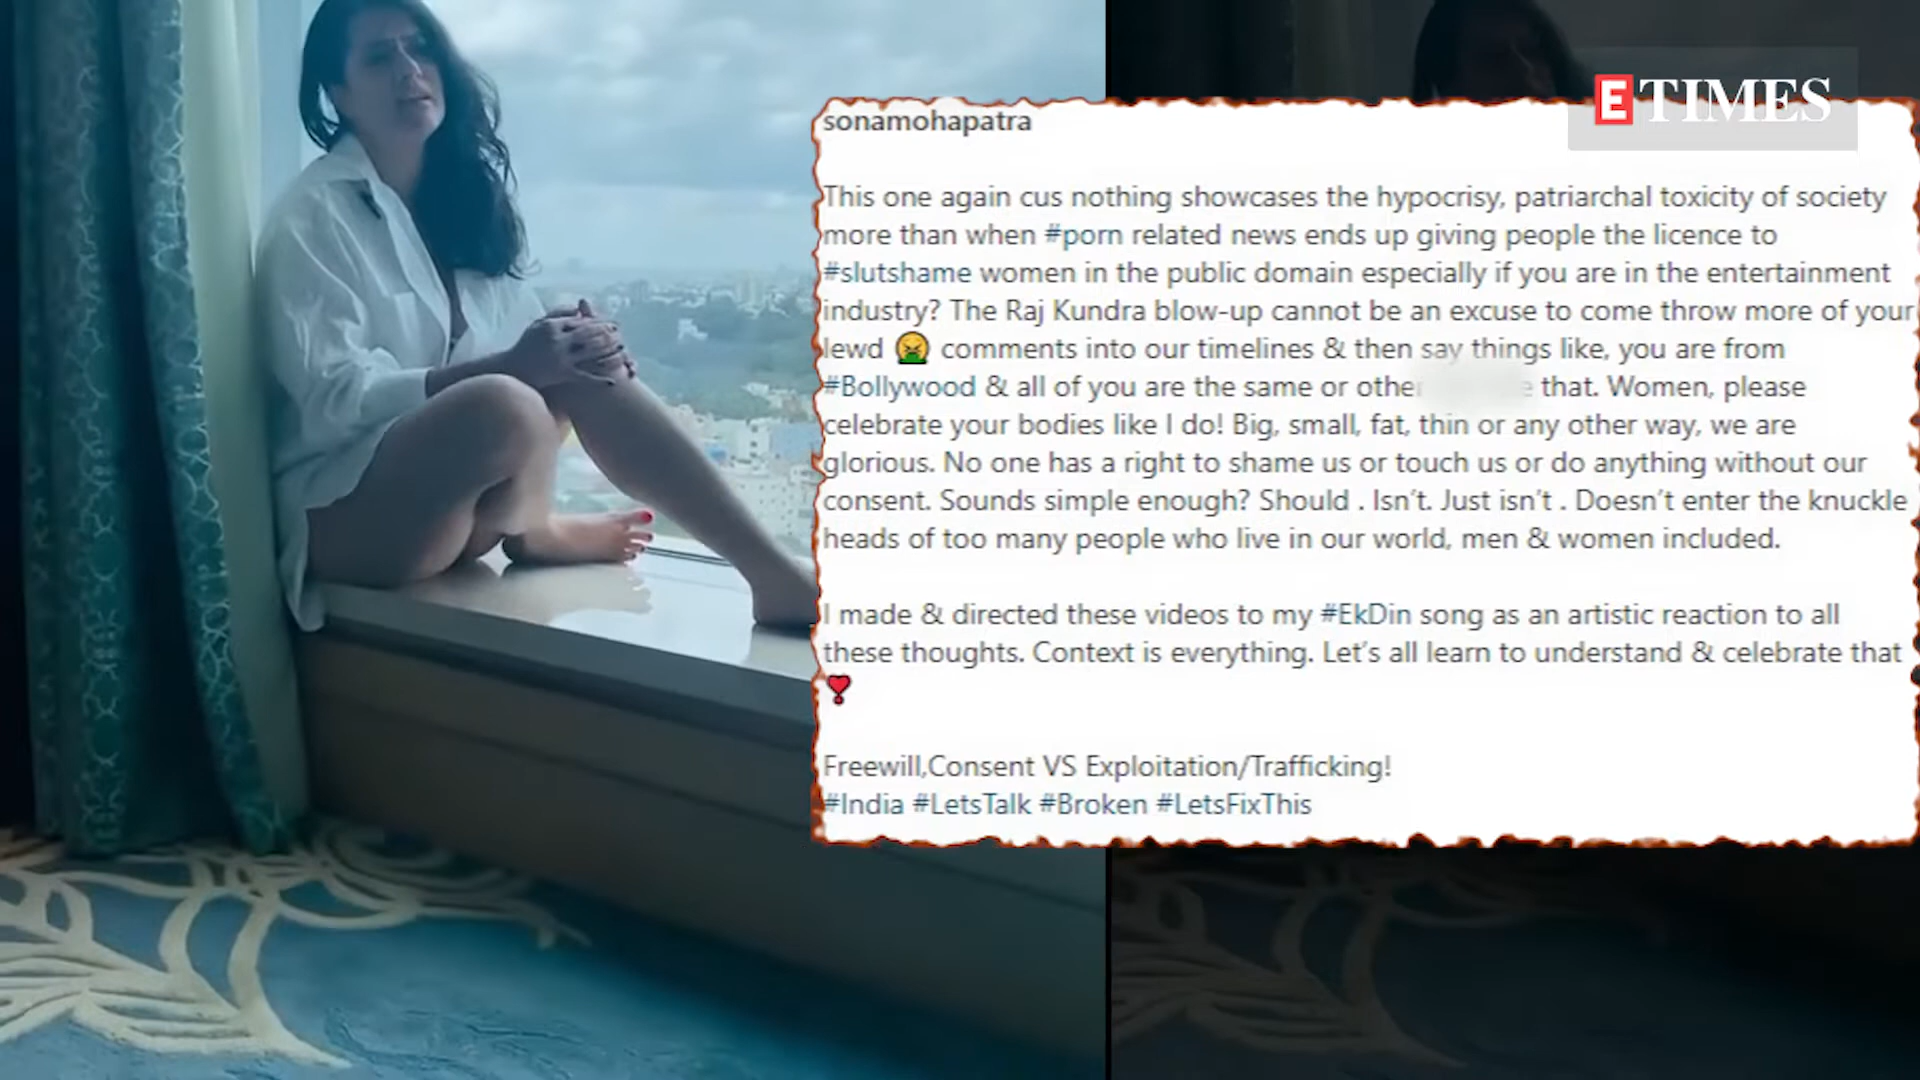 ETIMES
sonamohapatra
This one again cus nothing showcases the hypocrisy, patriarchal toxicity of society
more than when #porn related news ends up giving people the licence to
#slutshame women in the public domain especially if you are in the entertainment
industry? The Raj Kundra blow-up cannot be an excuse to come throw more of your
lewd 🤮 comments into our timelines & then say things like, you are from
#Bollywood & all of you are the same or other that. Women, please
celebrate your bodies like I do! Big, small, fat, thin or any other way, we are
glorious. No one has a right to shame us or touch us or do anything without our
consent. Sounds simple enough? Should . Isn't. Just isn't . Doesn't enter the knuckle
heads of too many people who live in our world, men & women included.
I made & directed these videos to my #EkDin song as an artistic reaction to all
these thoughts. Context is everything. Let's all learn to understand & celebrate that
❣️
Freewill,Consent VS Exploitation/Trafficking!
#India #LetsTalk #Broken #LetsFixThis